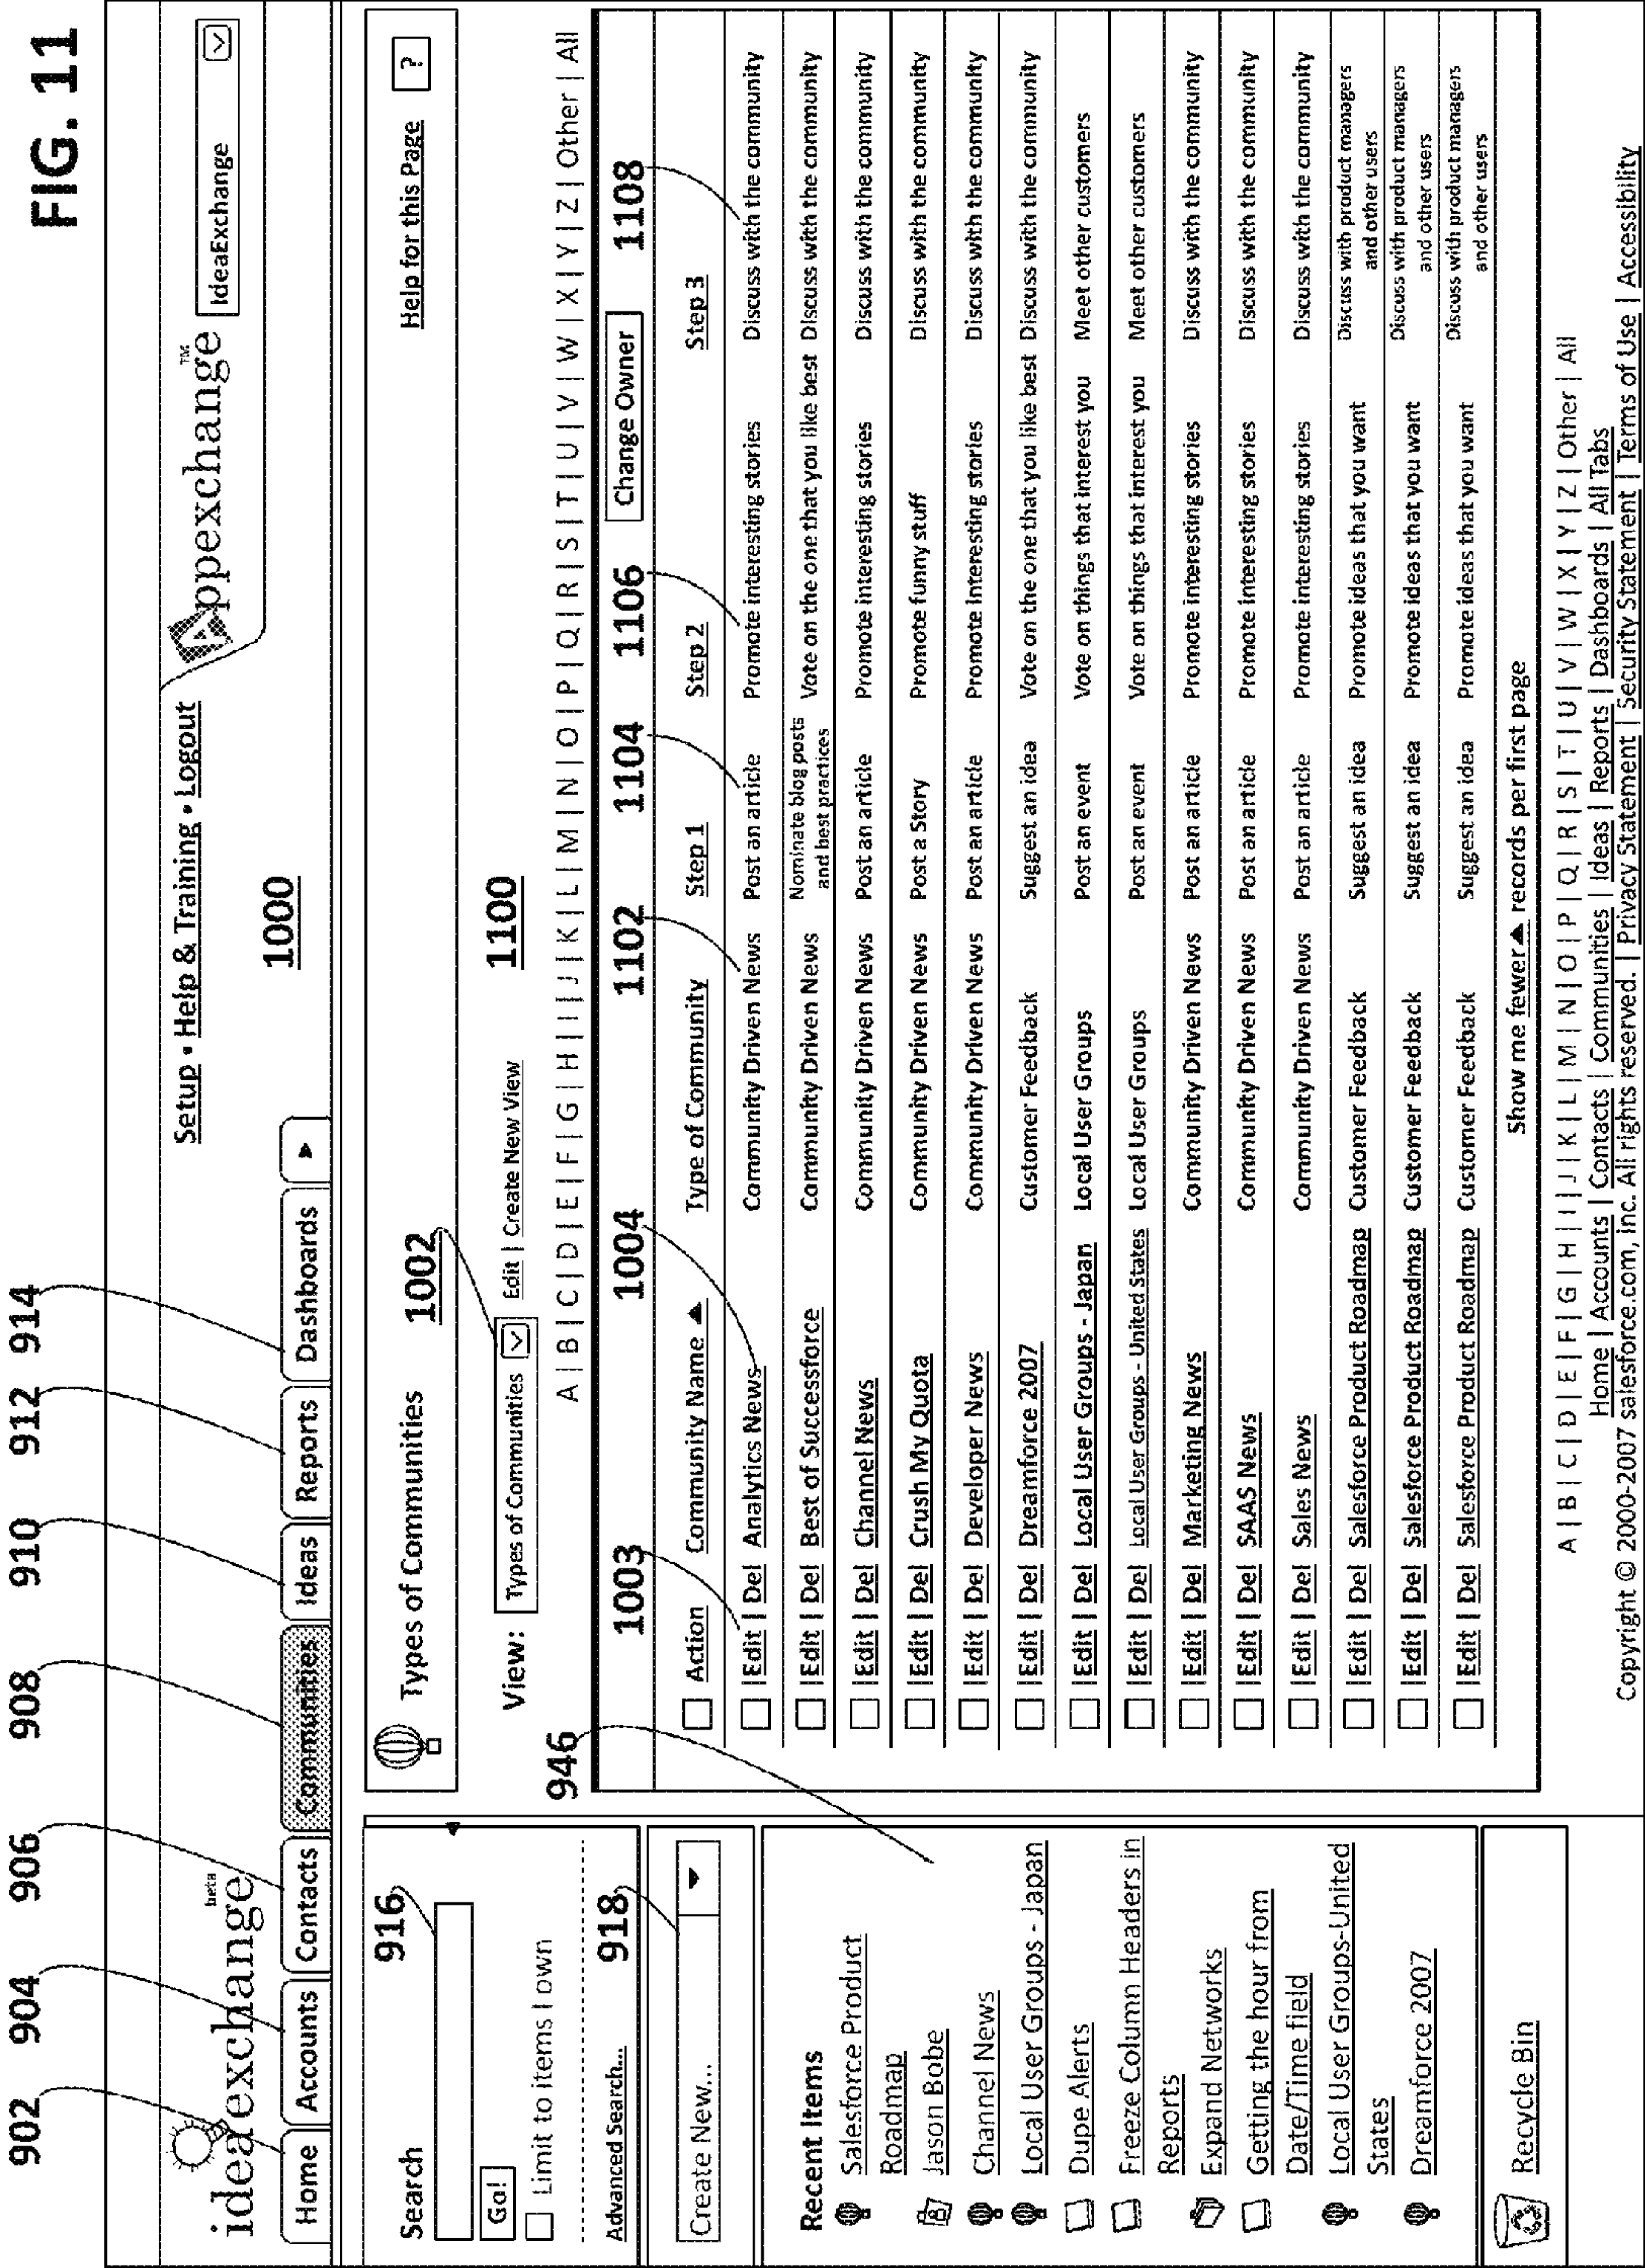 FIG. 11
902 904 906 908 910 912 914
ideaexchange beta
Setup • Help & Training • Logout
Appexchange™
IdeaExchange
Home Accounts Contacts Communities Ideas Reports Dashboards
1000
Search
916
Go!
Limit to items I own
Advanced Search...
918
Create New...
Recent Items
Salesforce Product
Roadmap
Jason Bobe
Channel News
Local User Groups - Japan
Dupe Alerts
Freeze Column Headers in
Reports
Expand Networks
Getting the hour from
Date/Time field
Local User Groups-United
States
Dreamforce 2007
Recycle Bin
Types of Communities
1002
Help for this Page ?
View: Types of Communities Edit | Create New View
1100
946
A | B | C | D | E | F | G | H | I | J | K | L | M | N | O | P | Q | R | S | T | U | V | W | X | Y | Z | Other | All
1003 1004 1102 1104 1106 Change Owner 1108
Action Community Name Type of Community Step 1 Step 2 Step 3
Edit | Del Analytics News Community Driven News Post an article Promote interesting stories Discuss with the community
Edit | Del Best of Successforce Community Driven News Nominate blog posts and best practices Vote on the one that you like best Discuss with the community
Edit | Del Channel News Community Driven News Post an article Promote interesting stories Discuss with the community
Edit | Del Crush My Quota Community Driven News Post a Story Promote funny stuff Discuss with the community
Edit | Del Developer News Community Driven News Post an article Promote interesting stories Discuss with the community
Edit | Del Dreamforce 2007 Customer Feedback Suggest an idea Vote on the one that you like best Discuss with the community
Edit | Del Local User Groups - Japan Local User Groups Post an event Vote on things that interest you Meet other customers
Edit | Del Local User Groups - United States Local User Groups Post an event Vote on things that interest you Meet other customers
Edit | Del Marketing News Community Driven News Post an article Promote interesting stories Discuss with the community
Edit | Del SAAS News Community Driven News Post an article Promote interesting stories Discuss with the community
Edit | Del Sales News Community Driven News Post an article Promote interesting stories Discuss with the community
Edit | Del Salesforce Product Roadmap Customer Feedback Suggest an idea Promote ideas that you want Discuss with product managers and other users
Edit | Del Salesforce Product Roadmap Customer Feedback Suggest an idea Promote ideas that you want Discuss with product managers and other users
Edit | Del Salesforce Product Roadmap Customer Feedback Suggest an idea Promote ideas that you want Discuss with product managers and other users
Show me fewer ▲ records per first page
A | B | C | D | E | F | G | H | I | J | K | L | M | N | O | P | Q | R | S | T | U | V | W | X | Y | Z | Other | All
Home | Accounts | Contacts | Communities | Ideas | Reports | Dashboards | All Tabs
Copyright © 2000-2007 salesforce.com, inc. All rights reserved. | Privacy Statement | Security Statement | Terms of Use | Accessibility